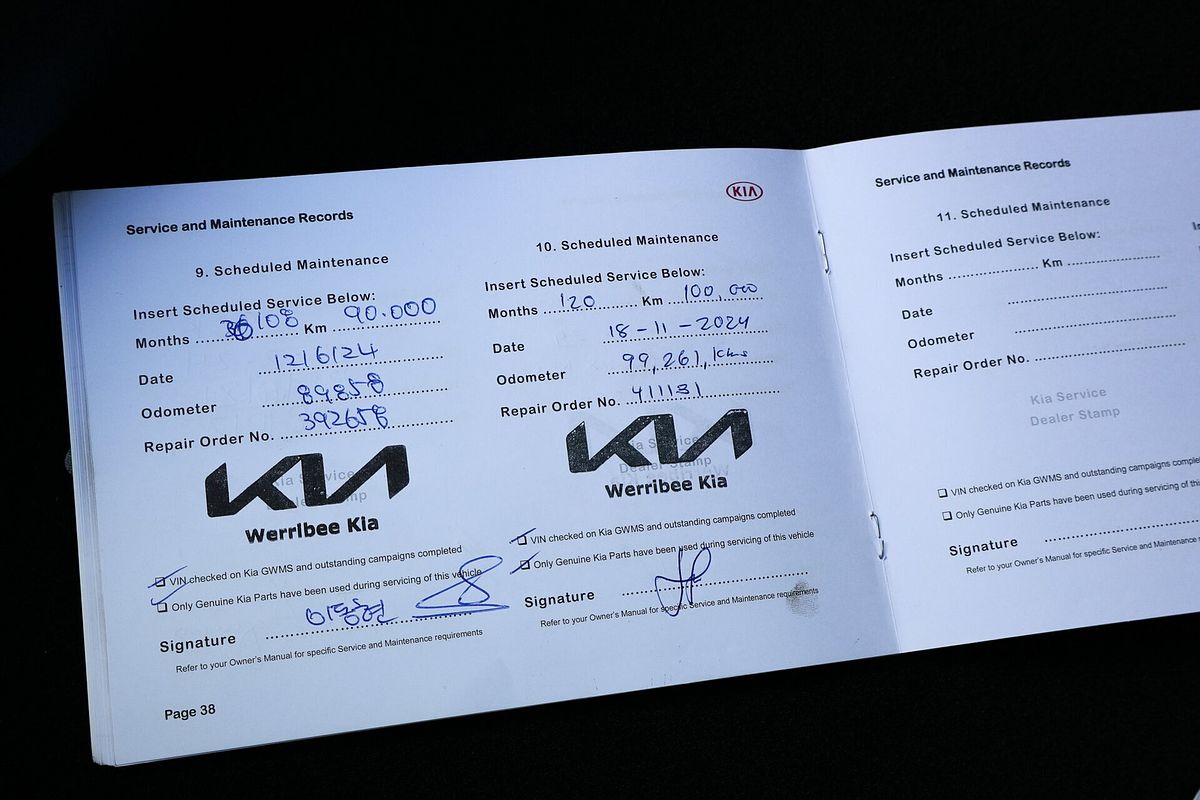 Service and Maintenance Records
KIA
9. Scheduled Maintenance
Insert Scheduled Service Below:
Months 108 Km 90.000
Date 12/6/24
Odometer 89858
Repair Order No. 392658
KIA
Werribee Kia
VIN checked on Kia GWMS and outstanding campaigns completed
Only Genuine Kia Parts have been used during servicing of this vehicle
Signature 이동현
Refer to your Owner's Manual for specific Service and Maintenance requirements
Page 38
10. Scheduled Maintenance
Insert Scheduled Service Below:
Months 120 Km 100,000
Date 18-11-2024
Odometer 99,261, kms
Repair Order No. 411131
Kia Service
Dealer Stamp
KIA
Werribee Kia
VIN checked on Kia GWMS and outstanding campaigns completed
Only Genuine Kia Parts have been used during servicing of this vehicle
Signature
Refer to your Owner's Manual for specific Service and Maintenance requirements
Service and Maintenance Records
11. Scheduled Maintenance
Insert Scheduled Service Below:
Months Km
Date
Odometer
Repair Order No.
Kia Service
Dealer Stamp
VIN checked on Kia GWMS and outstanding campaigns
Only Genuine Kia Parts have been used during servicing of
Signature
Refer to your Owner's Manual for specific Service and Maintenance